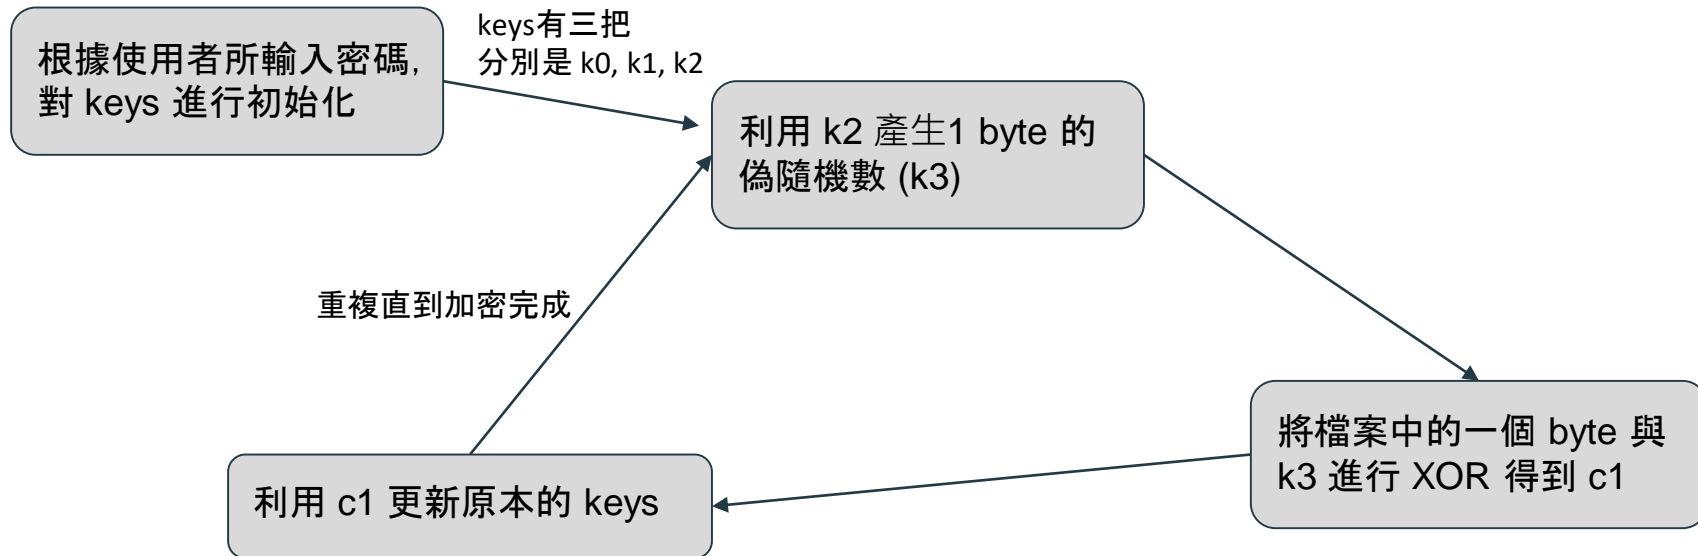 根據使用者所輸入密碼,
對 keys 進行初始化
keys有三把
分別是 k0, k1, k2
利用 k2 產生1 byte 的
偽隨機數 (k3)
重複直到加密完成
將檔案中的一個 byte 與
k3 進行 XOR 得到 c1
利用 c1 更新原本的 keys